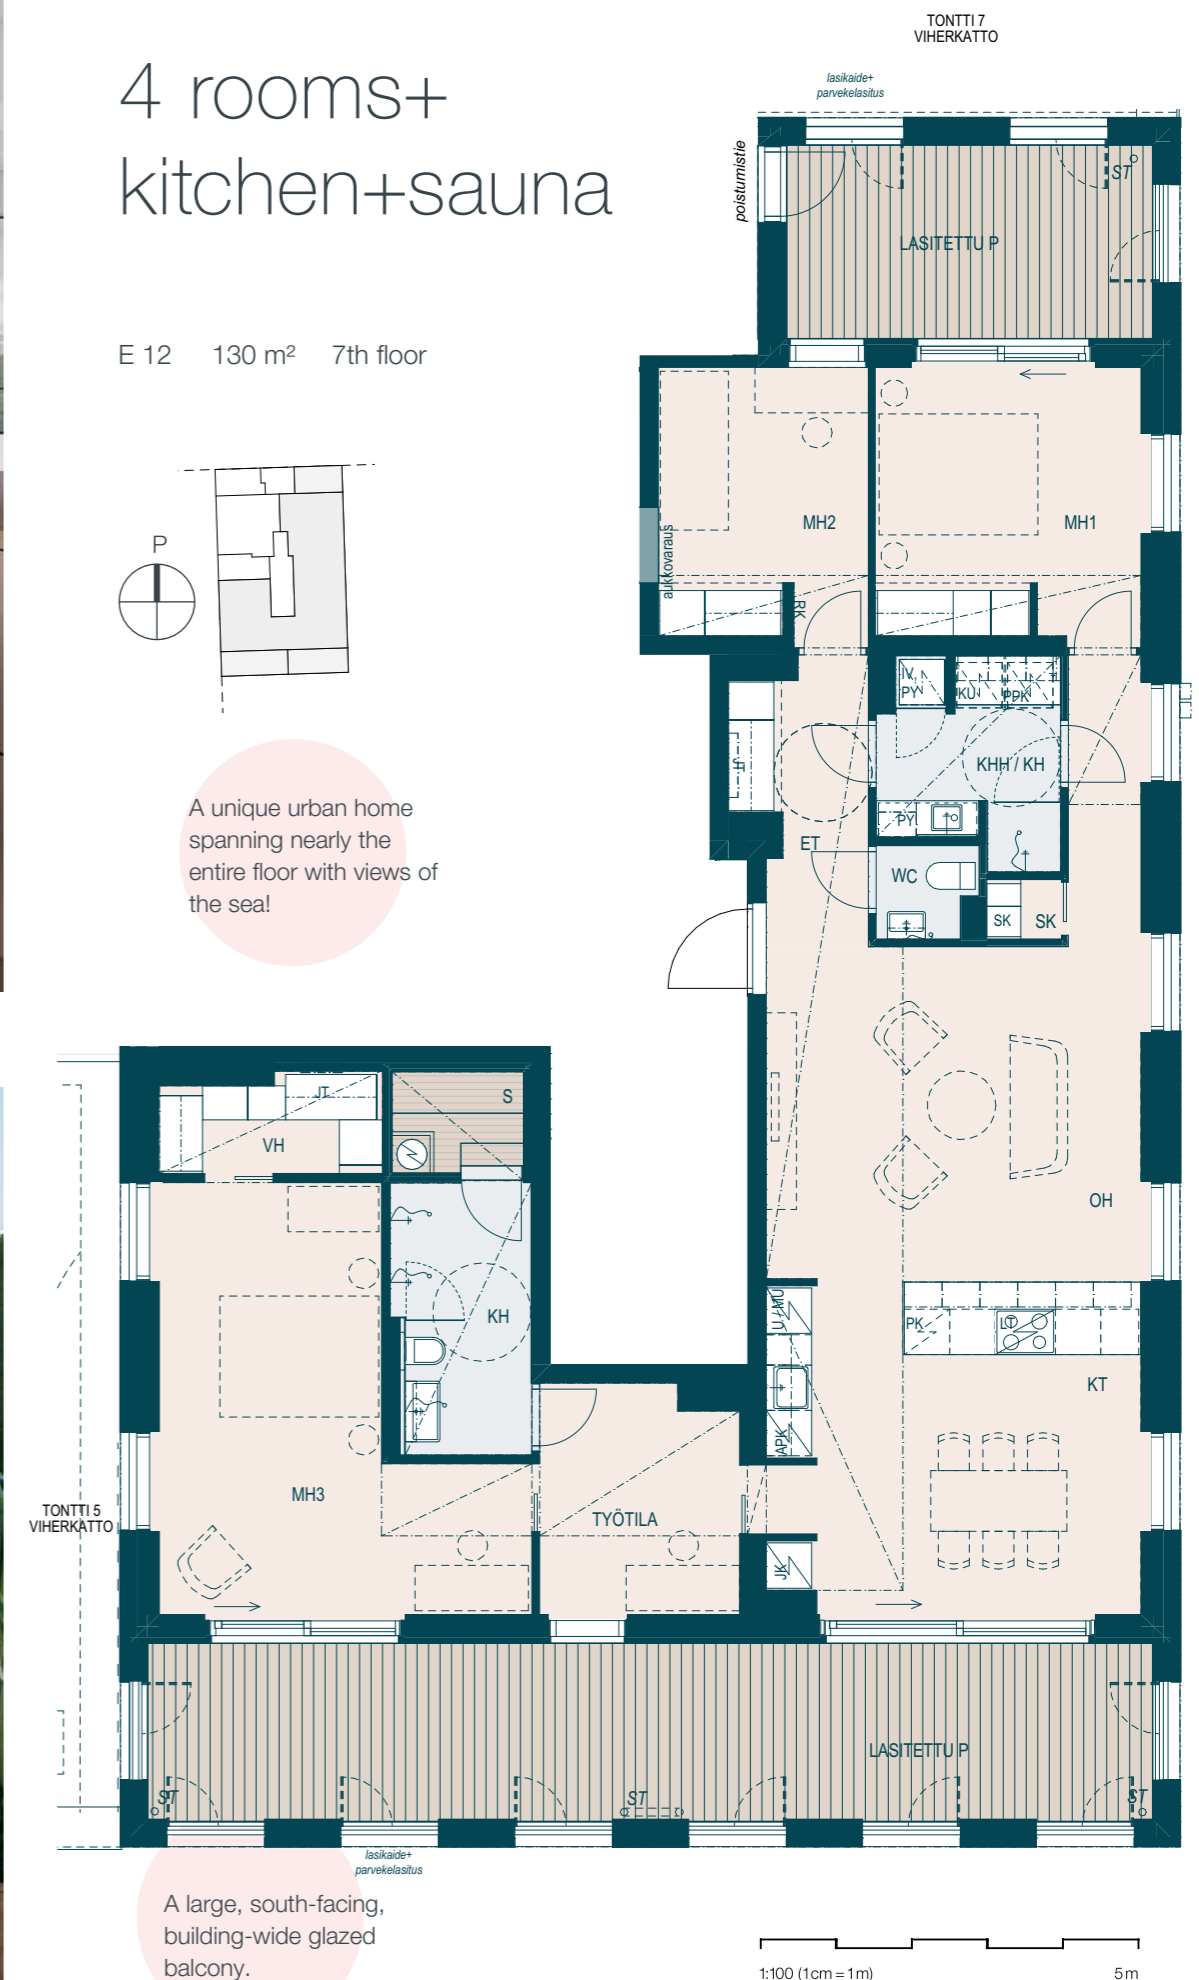 TONTTI 7
VIHERKATTO
4 rooms+
kitchen+sauna
lasikaide+
parvekelasitus
poistumistie
ST
LASITETTU P
E 12 130 m² 7th floor
P
MH2
MH1
aukkovaraus
RK
IV,
PY
KU
PPK
JT
KHH / KH
PY
ET
WC
SK
SK
A unique urban home
spanning nearly the
entire floor with views of
the sea!
JT
S
VH
OH
KH
U / MU
PK
LT
KT
APK
MH3
TYÖTILA
JK
TONTTI 5
VIHERKATTO
LASITETTU P
ST
ST
ST
lasikaide+
parvekelasitus
A large, south-facing,
building-wide glazed
balcony.
1:100 (1cm = 1m)
5 m